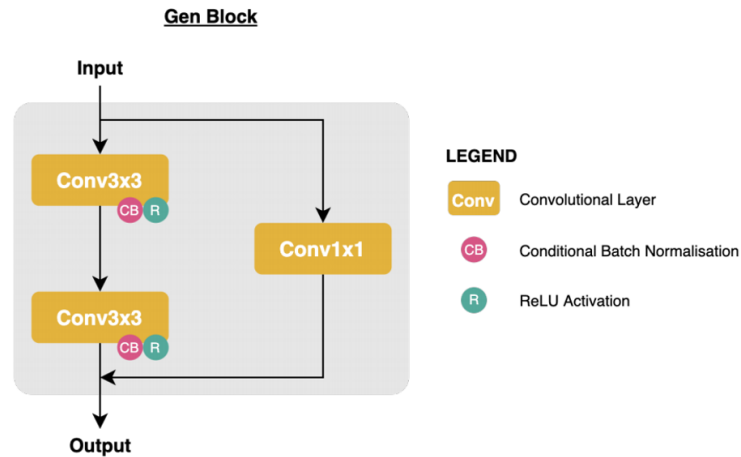 Gen Block
Input
Conv3x3
CB R
Conv1x1
Conv3x3
CB R
Output
LEGEND
Conv Convolutional Layer
CB Conditional Batch Normalisation
R ReLU Activation